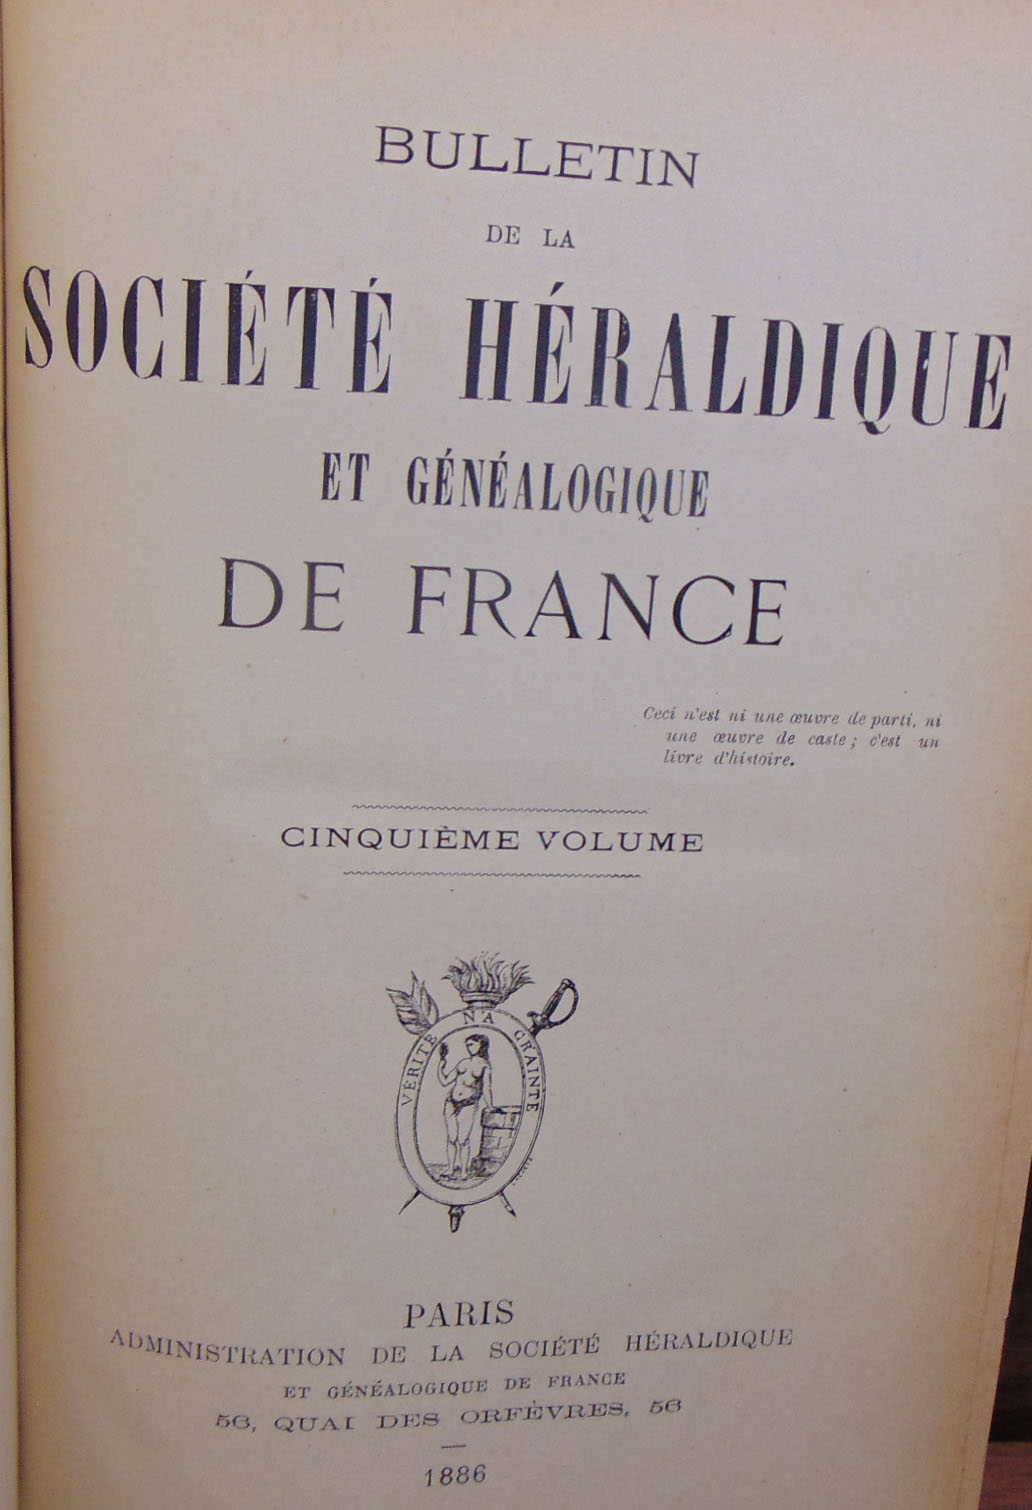 BULLETIN
DE LA
SOCIÉTÉ HÉRALDIQUE
ET GÉNÉALOGIQUE
DE FRANCE
Ceci n'est ni une œuvre de parti, ni
une œuvre de caste ; c'est un
livre d'histoire.
CINQUIÈME VOLUME
VÉRITÉ N'A CRAINTE
PARIS
ADMINISTRATION DE LA SOCIÉTÉ HÉRALDIQUE
ET GÉNÉALOGIQUE DE FRANCE
56, QUAI DES ORFÈVRES, 56
1886